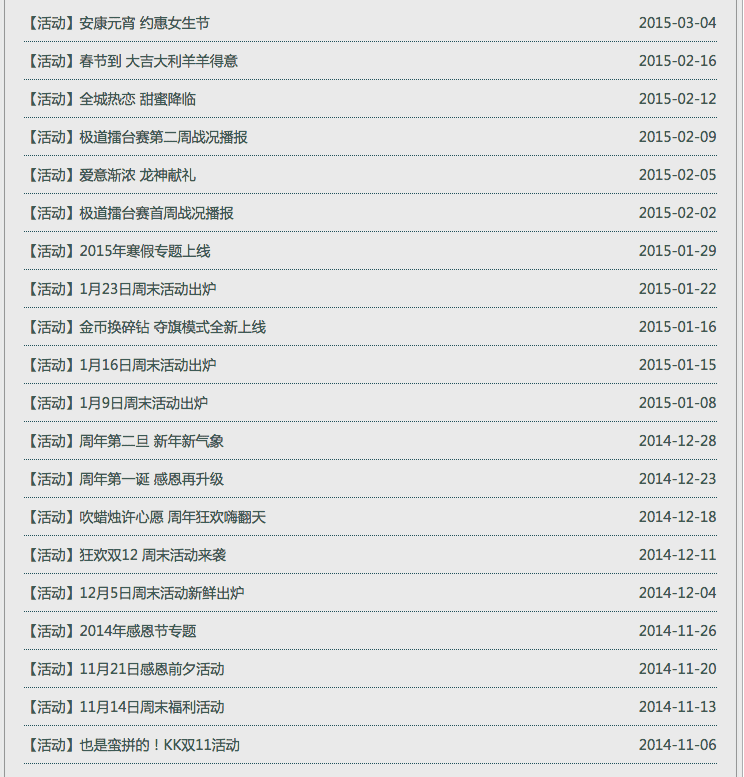 【活动】安康元宵 约惠女生节 2015-03-04
【活动】春节到 大吉大利羊羊得意 2015-02-16
【活动】全城热恋 甜蜜降临 2015-02-12
【活动】极道擂台赛第二周战况播报 2015-02-09
【活动】爱意渐浓 龙神献礼 2015-02-05
【活动】极道擂台赛首周战况播报 2015-02-02
【活动】2015年寒假专题上线 2015-01-29
【活动】1月23日周末活动出炉 2015-01-22
【活动】金币换碎钻 夺旗模式全新上线 2015-01-16
【活动】1月16日周末活动出炉 2015-01-15
【活动】1月9日周末活动出炉 2015-01-08
【活动】周年第二旦 新年新气象 2014-12-28
【活动】周年第一诞 感恩再升级 2014-12-23
【活动】吹蜡烛许心愿 周年狂欢嗨翻天 2014-12-18
【活动】狂欢双12 周末活动来袭 2014-12-11
【活动】12月5日周末活动新鲜出炉 2014-12-04
【活动】2014年感恩节专题 2014-11-26
【活动】11月21日感恩前夕活动 2014-11-20
【活动】11月14日周末福利活动 2014-11-13
【活动】也是蛮拼的！KK双11活动 2014-11-06